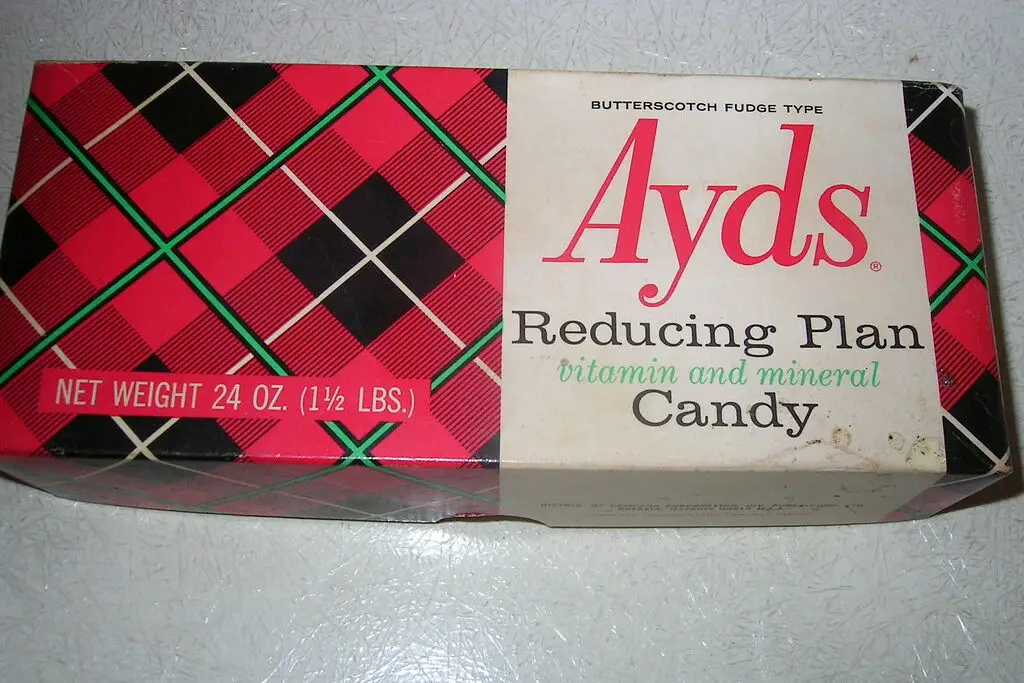 BUTTERSCOTCH FUDGE TYPE
Ayds®
Reducing Plan
vitamin and mineral
Candy
NET WEIGHT 24 OZ. (1½ LBS.)